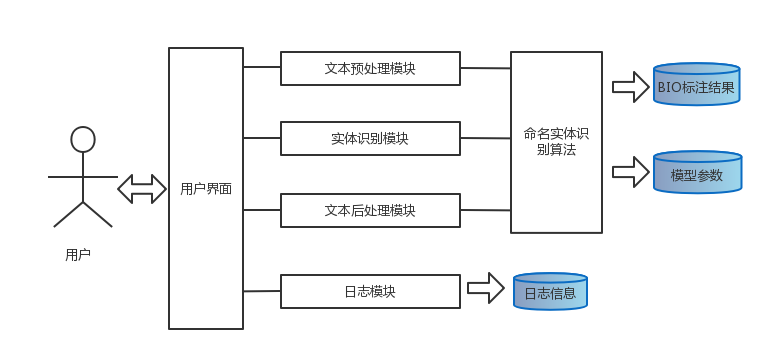 用户
用户界面
文本预处理模块
实体识别模块
文本后处理模块
日志模块
命名实体识
别算法
BIO标注结果
模型参数
日志信息